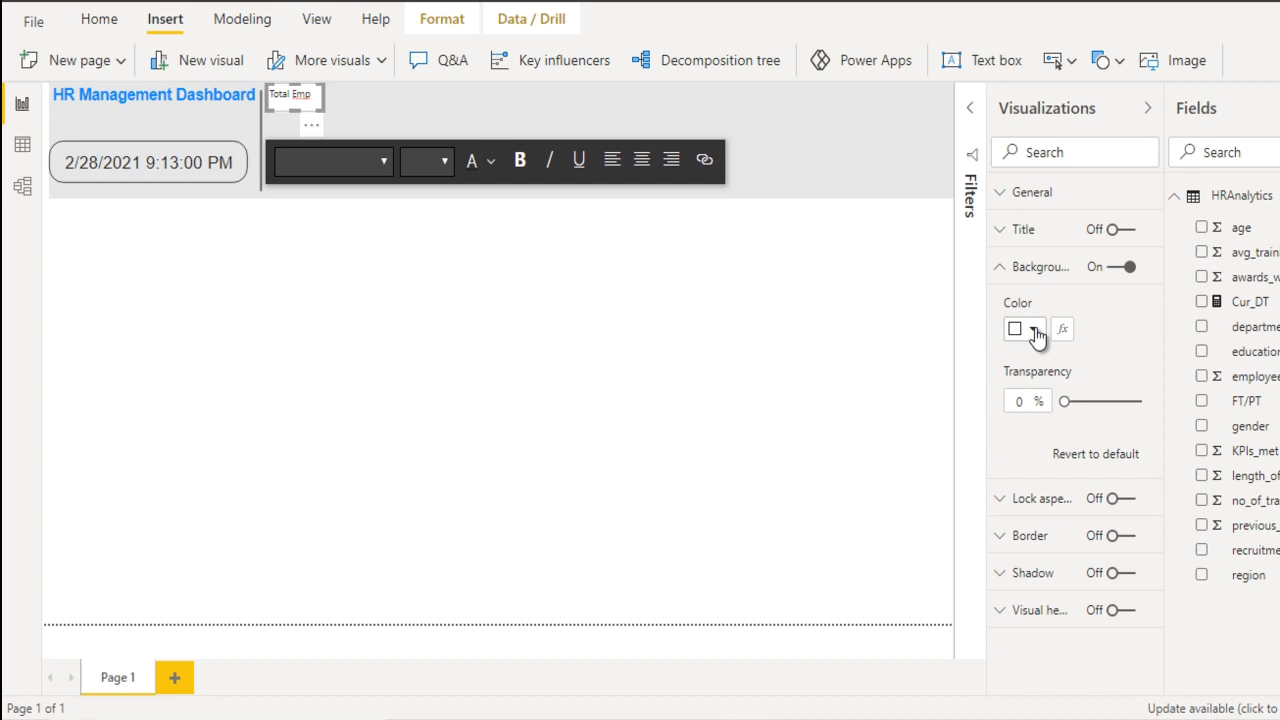 File Home Insert Modeling View Help Format Data / Drill
New page New visual More visuals Q&A Key influencers Decomposition tree Power Apps Text box Image
HR Management Dashboard
Total Emp
...
2/28/2021 9:13:00 PM
A B / U
Filters
Visualizations
Search
General
Title Off
Backgrou... On
Color
fx
Transparency
0 %
Revert to default
Lock aspe... Off
Border Off
Shadow Off
Visual he... Off
Fields
Search
HRAnalytics
Σ age
Σ avg_traini
Σ awards_w
Cur_DT
departme
education
Σ employee
FT/PT
gender
Σ KPIs_met
Σ length_of
Σ no_of_tra
Σ previous_
recruitme
region
Page 1 +
Page 1 of 1
Update available (click to